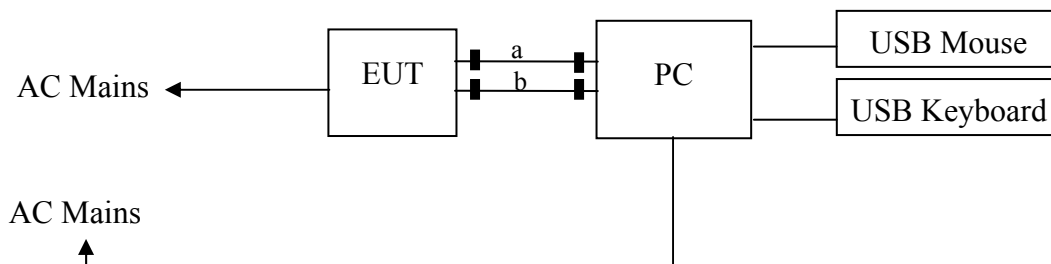 USB Mouse
a
EUT
PC
AC Mains
b
USB Keyboard
AC Mains